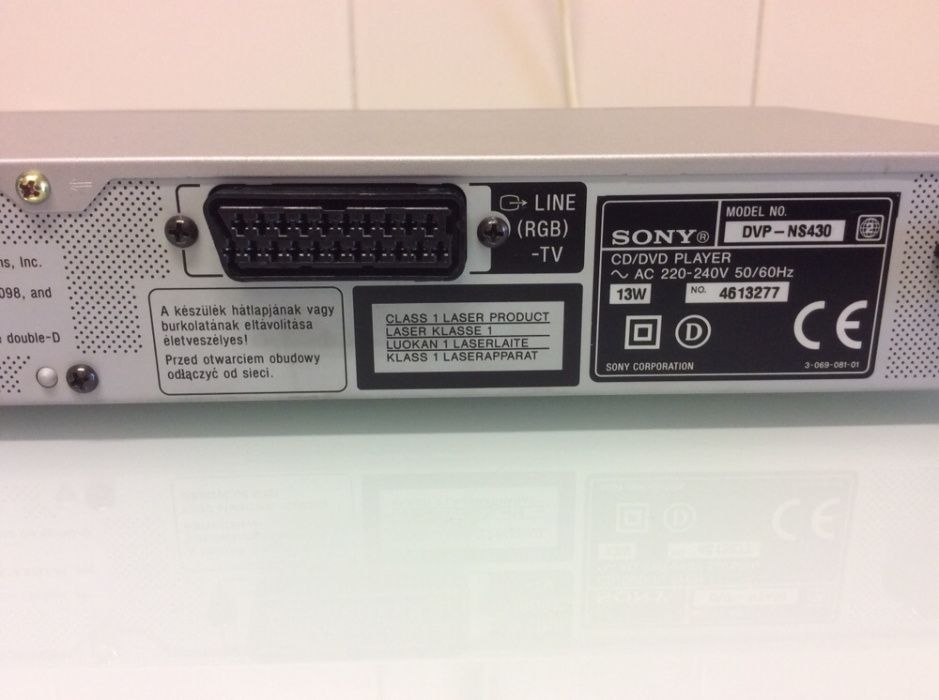 ns, Inc.
098, and
double-D
LINE
(RGB)
-TV
A készülék hátlapjának vagy
burkolatának eltávolítása
életveszélyes!
Przed otwarciem obudowy
odłączyć od sieci.
CLASS 1 LASER PRODUCT
LASER KLASSE 1
LUOKAN 1 LASERLAITE
KLASS 1 LASERAPPARAT
SONY®
MODEL NO.
DVP-NS430
2
CD/DVD PLAYER
~ AC 220-240V 50/60Hz
13W
NO. 4613277
D
CE
SONY CORPORATION
3-069-081-01